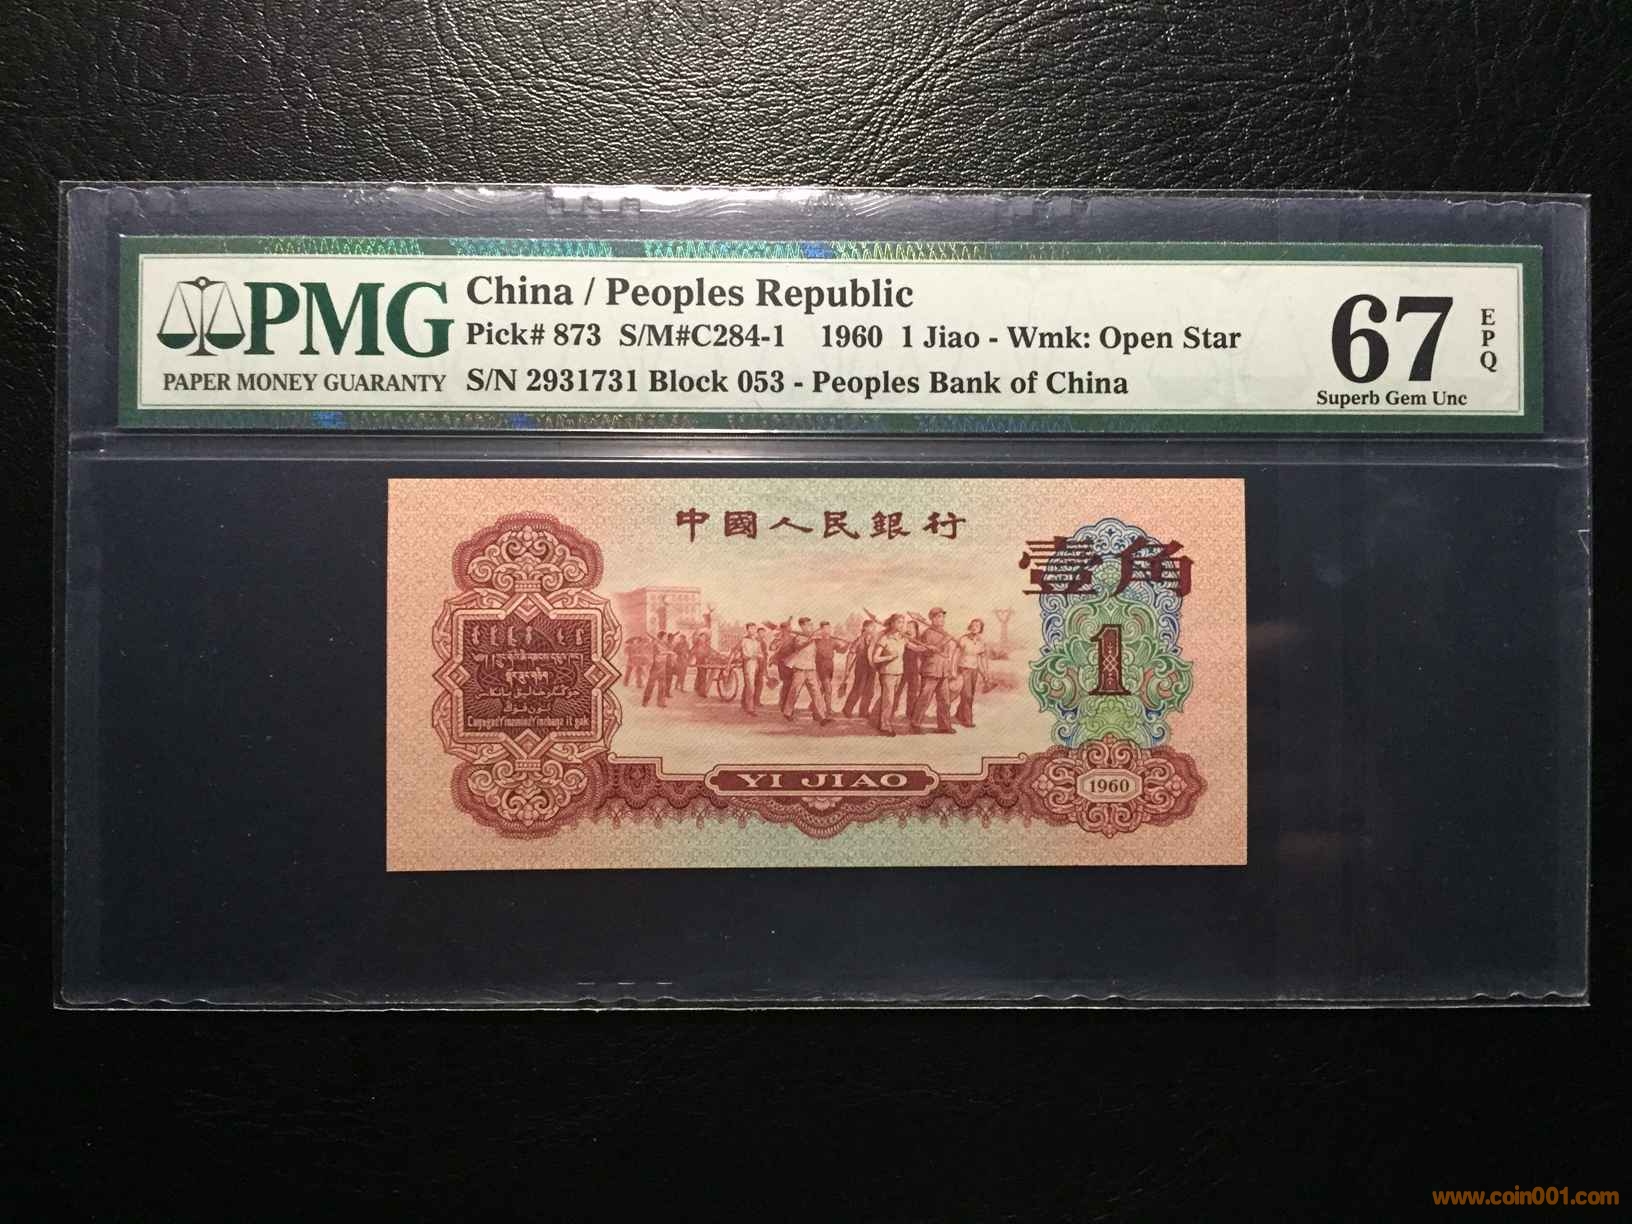 PMG
PAPER MONEY GUARANTY
China / Peoples Republic
Pick# 873 S/M#C284-1 1960 1 Jiao - Wmk: Open Star
S/N 2931731 Block 053 - Peoples Bank of China
67
EPQ
Superb Gem Unc
中國人民銀行
壹角
1
YI JIAO
1960
www.coin001.com